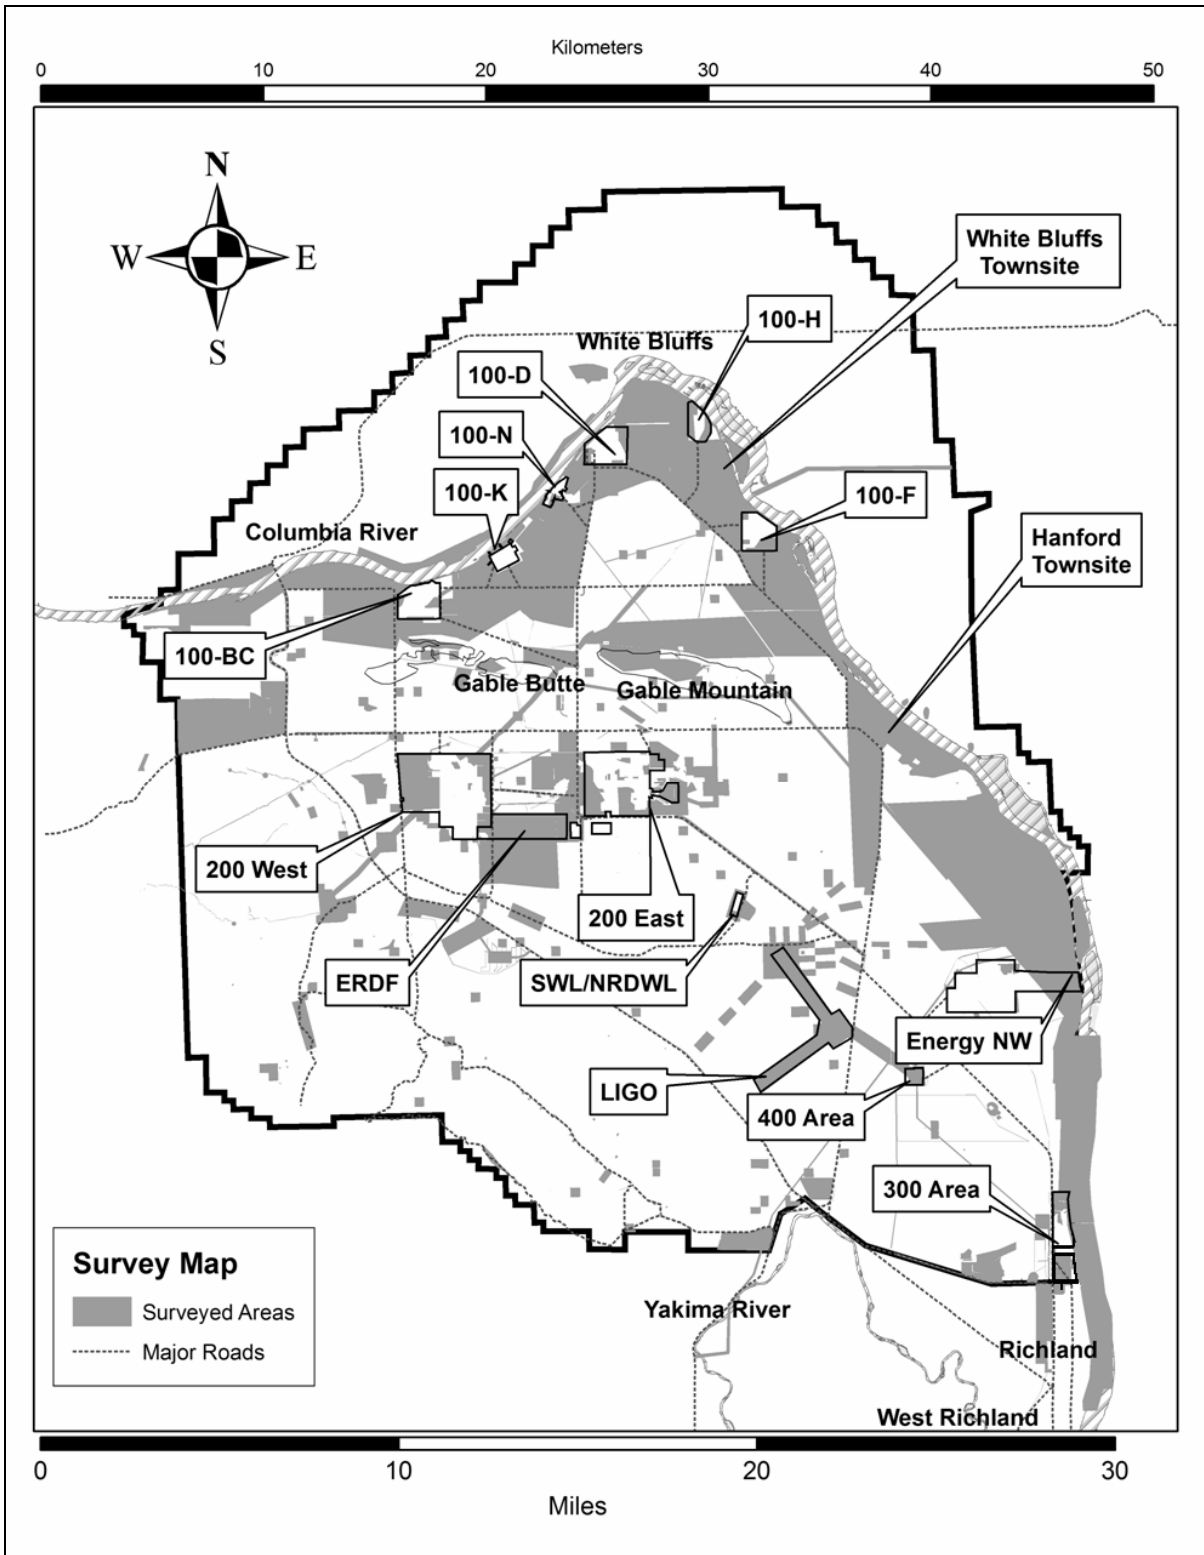 Kilometers
0 10 20 30 40 50
N
W E
S
White Bluffs
Townsite
100-H
White Bluffs
100-D
100-N
100-K
100-F
Columbia River
Hanford
Townsite
100-BC
Gable Butte
Gable Mountain
200 West
200 East
ERDF
SWL/NRDWL
Energy NW
LIGO
400 Area
300 Area
Survey Map
Surveyed Areas
Major Roads
Yakima River
Richland
West Richland
0 10 20 30
Miles